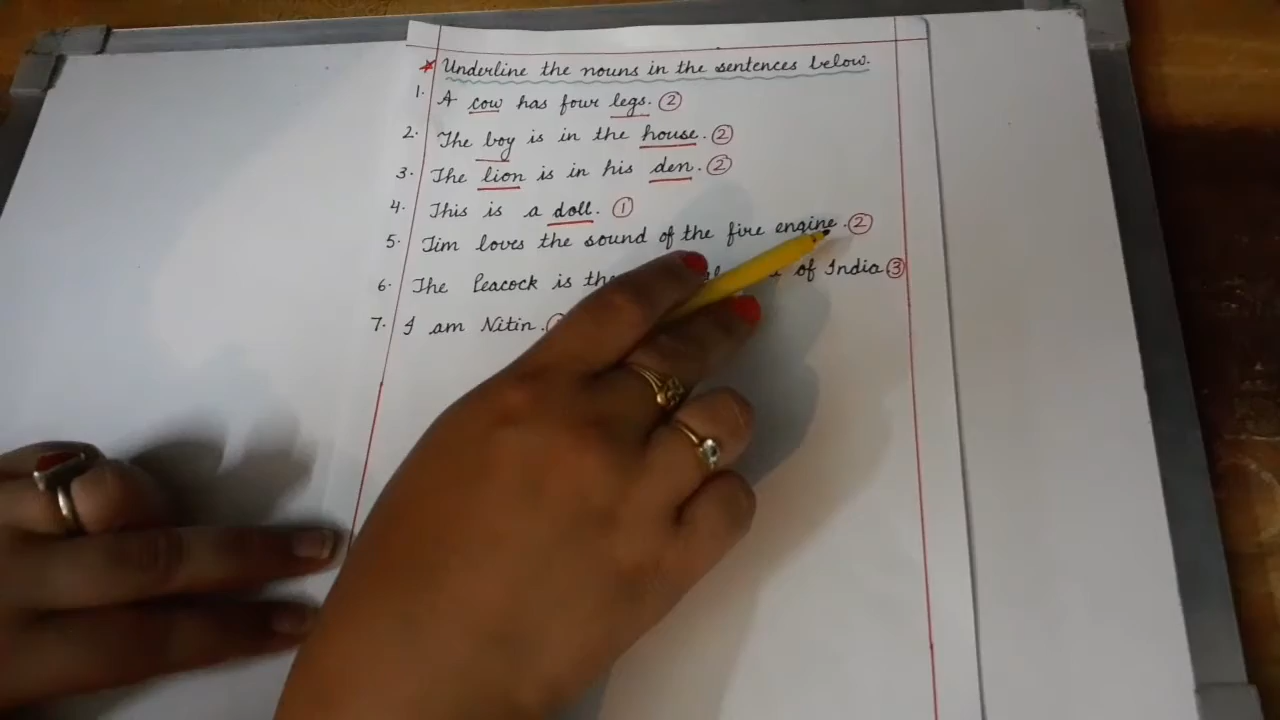 Underline the nouns in the sentences below.
1. A cow has four legs. ②
2. The boy is in the house. ②
3. The lion is in his den. ②
4. This is a doll. ①
5. Tim loves the sound of the fire engine. ②
6. The Peacock is the of India ③
7. I am Nitin.